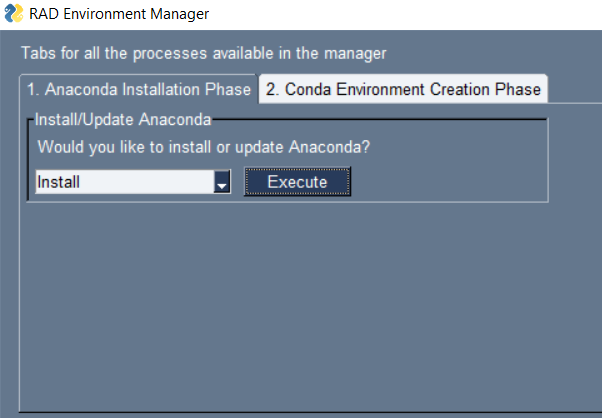 RAD Environment Manager
Tabs for all the processes available in the manager
1. Anaconda Installation Phase 2. Conda Environment Creation Phase
Install/Update Anaconda
Would you like to install or update Anaconda?
Install Execute